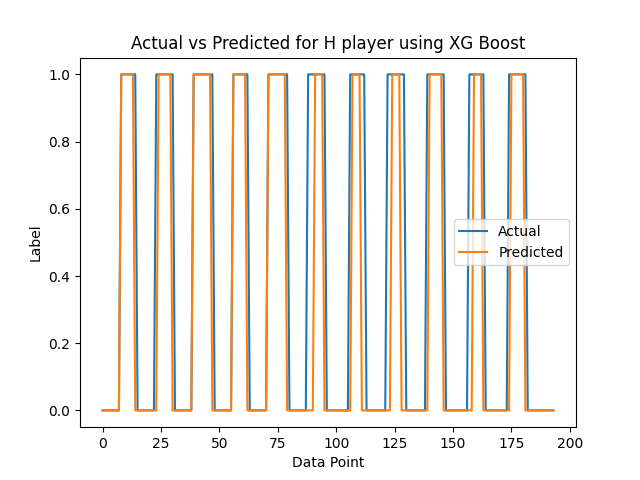 Actual vs Predicted for H player using XG Boost
1.0
0.8
0.6
0.4
0.2
0.0
Label
Actual
Predicted
0 25 50 75 100 125 150 175 200
Data Point